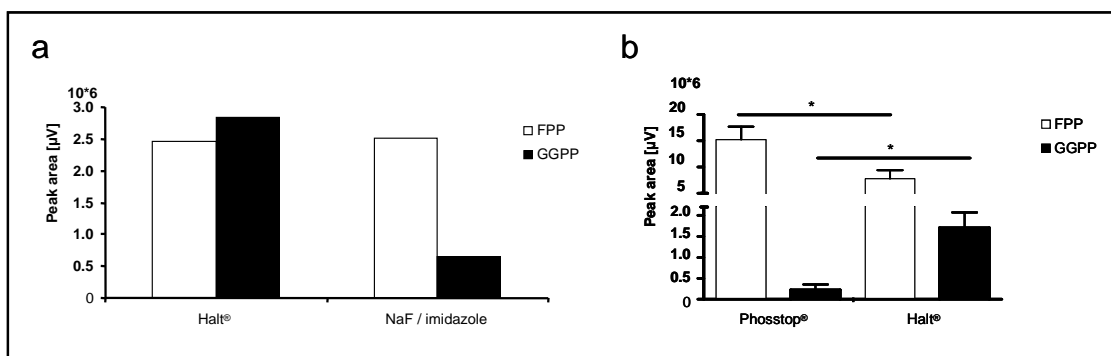 a
10*6
Peak area [µV]
3.0
2.5
2.0
1.5
1.0
0.5
0
Halt®
NaF / imidazole
FPP
GGPP
b
10*6
Peak area [µV]
20
15
10
5
2.0
1.5
1.0
0.5
0
*
*
Phosstop®
Halt®
FPP
GGPP